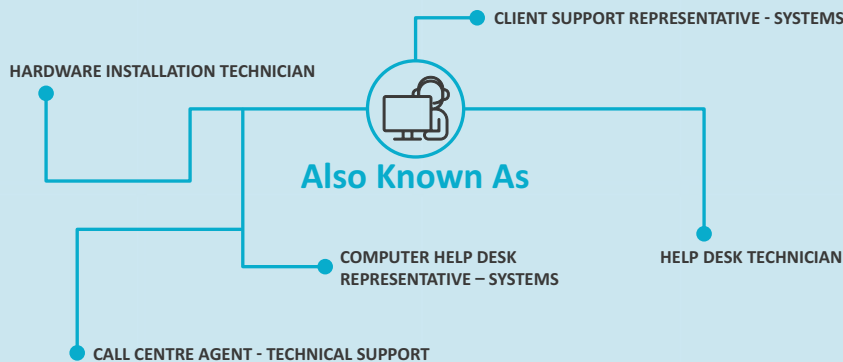 CLIENT SUPPORT REPRESENTATIVE - SYSTEMS
HARDWARE INSTALLATION TECHNICIAN
Also Known As
COMPUTER HELP DESK
REPRESENTATIVE – SYSTEMS
HELP DESK TECHNICIAN
CALL CENTRE AGENT - TECHNICAL SUPPORT